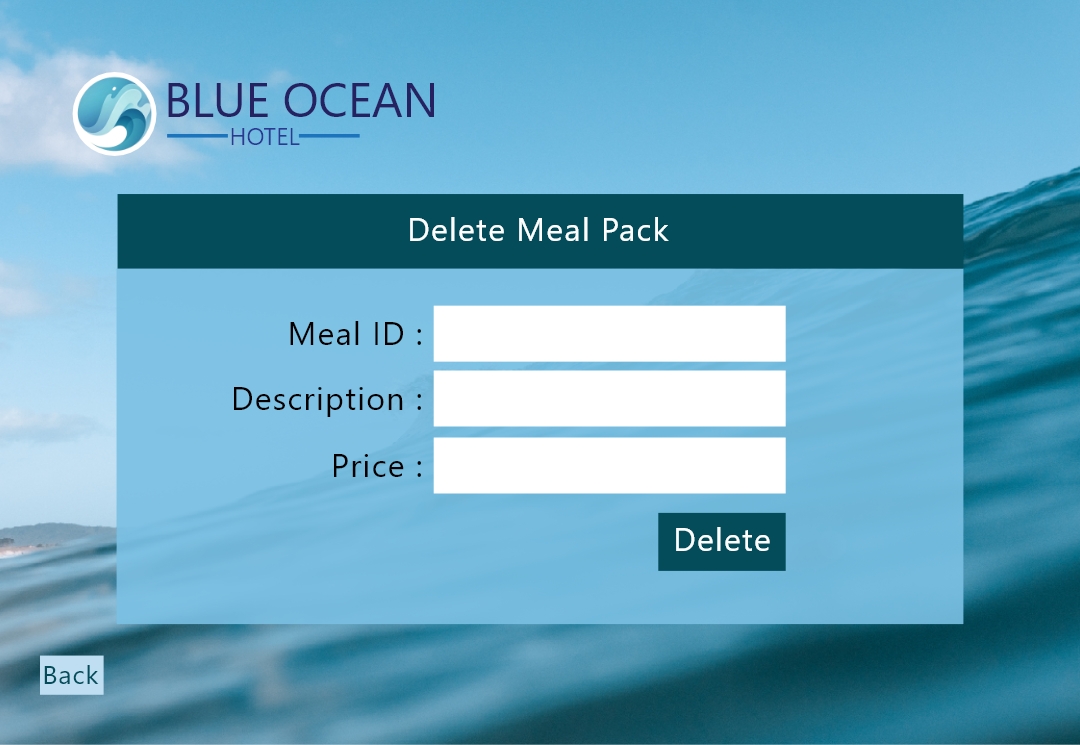 BLUE OCEAN
HOTEL
Delete Meal Pack
Meal ID :
Description :
Price :
Delete
Back